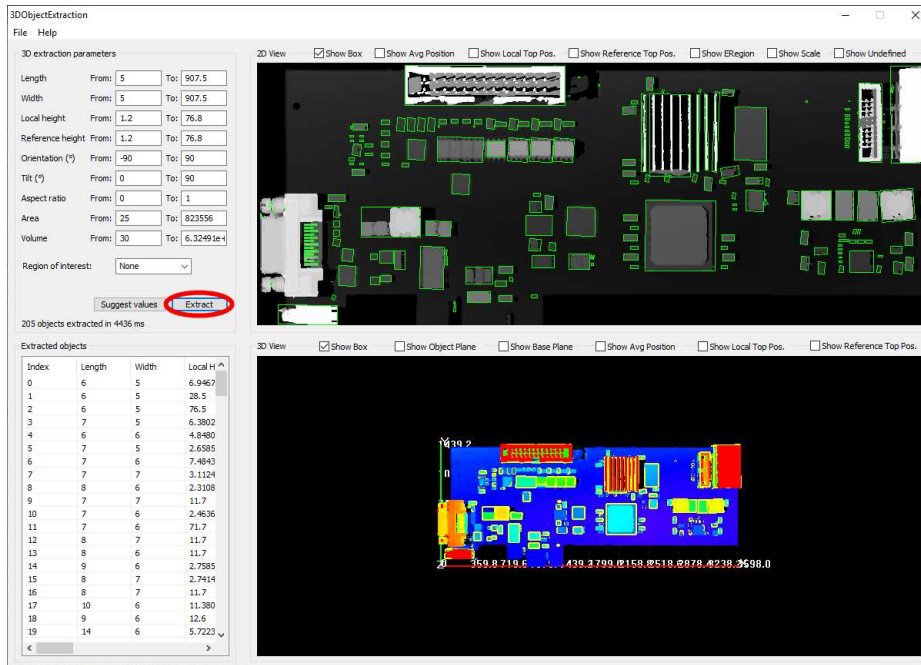 3DObjectExtraction
File Help
3D extraction parameters
Length From: 5 To: 907.5
Width From: 5 To: 907.5
Local height From: 1.2 To: 76.8
Reference height From: 1.2 To: 76.8
Orientation (°) From: -90 To: 90
Tilt (°) From: 0 To: 90
Aspect ratio From: 0 To: 1
Area From: 25 To: 823556
Volume From: 30 To: 6.32491e+
Region of interest: None
Suggest values Extract
205 objects extracted in 4436 ms
2D View Show Box Show Avg Position Show Local Top Pos. Show Reference Top Pos. Show ERegion Show Scale Show Undefined
Extracted objects
Index Length Width Local H
0 6 5 6.9467
1 6 5 28.5
2 6 5 76.5
3 7 5 6.3802
4 6 6 4.8480
5 7 5 2.6585
6 7 6 7.4843
7 7 7 3.1124
8 8 6 2.3108
9 7 7 11.7
10 7 6 2.4636
11 7 6 71.7
12 8 7 11.7
13 8 6 11.7
14 9 6 2.7585
15 8 7 2.7414
16 8 7 11.7
17 10 6 11.380
18 9 6 12.6
19 14 6 5.7223
3D View Show Box Show Object Plane Show Base Plane Show Avg Position Show Local Top Pos. Show Reference Top Pos.